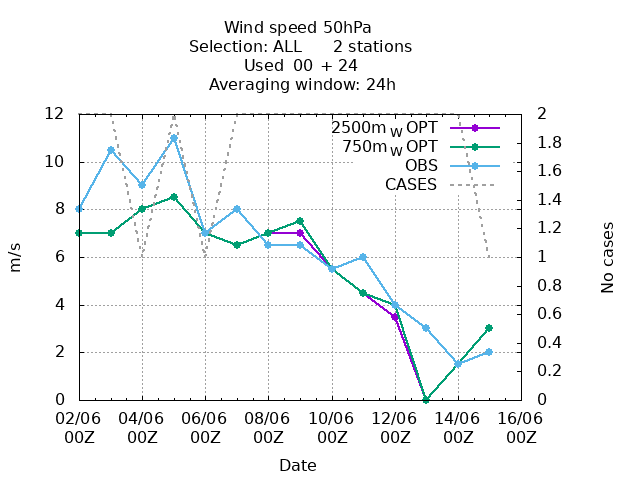 Wind speed 50hPa
Selection: ALL 2 stations
Used 00 + 24
Averaging window: 24h
12
10
8
6
4
2
0
m/s
2
1.8
1.6
1.4
1.2
1
0.8
0.6
0.4
0.2
0
No cases
2500m WOPT
750m WOPT
OBS
CASES
02/06 04/06 06/06 08/06 10/06 12/06 14/06 16/06
00Z 00Z 00Z 00Z 00Z 00Z 00Z 00Z
Date